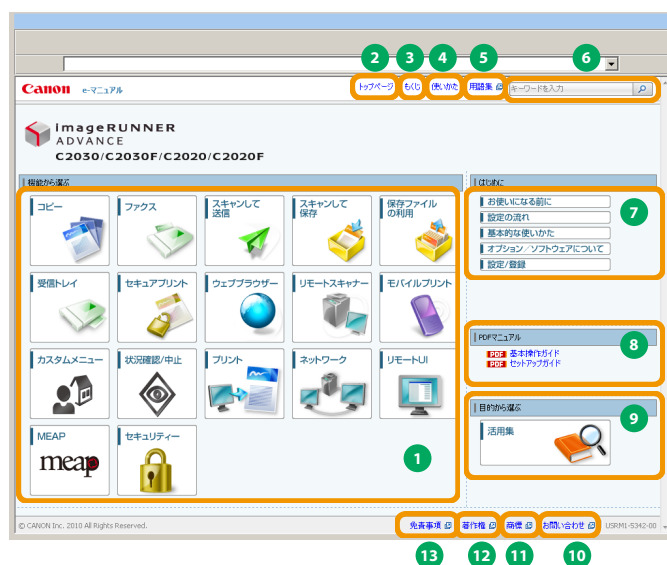 2 3 4 5 6
Canon e-マニュアル トップページ もくじ 使いかた 用語集 キーワードを入力
imageRUNNER
ADVANCE
C2030/C2030F/C2020/C2020F
機能から選ぶ
コピー
ファクス
スキャンして
送信
スキャンして
保存
保存ファイル
の利用
受信トレイ
セキュアプリント
ウェブブラウザー
リモートスキャナー
モバイルプリント
カスタムメニュー
状況確認/中止
プリント
ネットワーク
リモートUI
MEAP
meap
セキュリティー
1
はじめに
お使いになる前に
設定の流れ
基本的な使いかた
オプション/ソフトウェアについて
設定/登録
7
PDFマニュアル
PDF 基本操作ガイド
PDF セットアップガイド
8
目的から選ぶ
活用集
9
© CANON Inc. 2010 All Rights Reserved. 免責事項 著作権 商標 お問い合わせ USRM1-5342-00
13 12 11 10